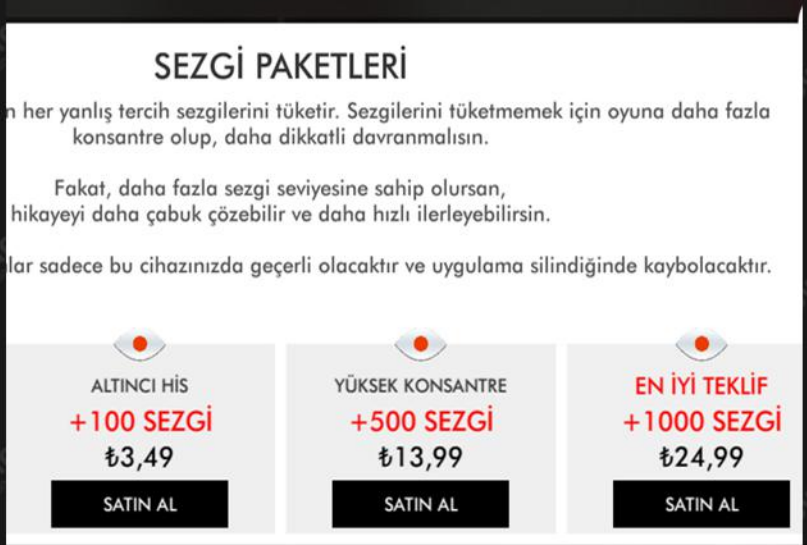 SEZGİ PAKETLERİ
her yanlış tercih sezgilerini tüketir. Sezgilerini tüketmemek için oyuna daha fazla
konsantre olup, daha dikkatli davranmalısın.
Fakat, daha fazla sezgi seviyesine sahip olursan,
hikayeyi daha çabuk çözebilir ve daha hızlı ilerleyebilirsin.
sadece bu cihazınızda geçerli olacaktır ve uygulama silindiğinde kaybolacaktır.
ALTINCI HİS
+100 SEZGİ
₺3,49
SATIN AL
YÜKSEK KONSANTRE
+500 SEZGİ
₺13,99
SATIN AL
EN İYİ TEKLİF
+1000 SEZGİ
₺24,99
SATIN AL